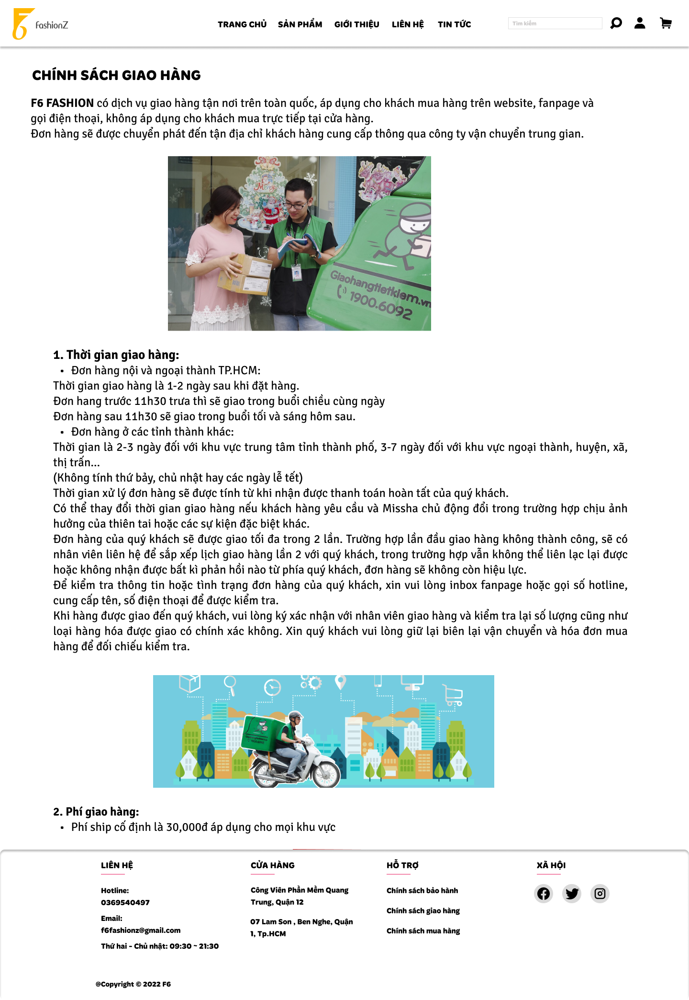 FashionZ
TRANG CHỦ SẢN PHẨM GIỚI THIỆU LIÊN HỆ TIN TỨC
Tìm kiếm
CHÍNH SÁCH GIAO HÀNG
F6 FASHION có dịch vụ giao hàng tận nơi trên toàn quốc, áp dụng cho khách mua hàng trên website, fanpage và
gọi điện thoại, không áp dụng cho khách mua trực tiếp tại cửa hàng.
Đơn hàng sẽ được chuyển phát đến tận địa chỉ khách hàng cung cấp thông qua công ty vận chuyển trung gian.
Merry
Giaohangtietkiem.vn
1900.6092
1. Thời gian giao hàng:
• Đơn hàng nội và ngoại thành TP.HCM:
Thời gian giao hàng là 1-2 ngày sau khi đặt hàng.
Đơn hang trước 11h30 trưa thì sẽ giao trong buổi chiều cùng ngày
Đơn hàng sau 11h30 sẽ giao trong buổi tối và sáng hôm sau.
• Đơn hàng ở các tỉnh thành khác:
Thời gian là 2-3 ngày đối với khu vực trung tâm tỉnh thành phố, 3-7 ngày đối với khu vực ngoại thành, huyện, xã,
thị trấn...
(Không tính thứ bảy, chủ nhật hay các ngày lễ tết)
Thời gian xử lý đơn hàng sẽ được tính từ khi nhận được thanh toán hoàn tất của quý khách.
Có thể thay đổi thời gian giao hàng nếu khách hàng yêu cầu và Missha chủ động đổi trong trường hợp chịu ảnh
hưởng của thiên tai hoặc các sự kiện đặc biệt khác.
Đơn hàng của quý khách sẽ được giao tối đa trong 2 lần. Trường hợp lần đầu giao hàng không thành công, sẽ có
nhân viên liên hệ để sắp xếp lịch giao hàng lần 2 với quý khách, trong trường hợp vẫn không thể liên lạc lại được
hoặc không nhận được bất kì phản hồi nào từ phía quý khách, đơn hàng sẽ không còn hiệu lực.
Để kiểm tra thông tin hoặc tình trạng đơn hàng của quý khách, xin vui lòng inbox fanpage hoặc gọi số hotline,
cung cấp tên, số điện thoại để được kiểm tra.
Khi hàng được giao đến quý khách, vui lòng ký xác nhận với nhân viên giao hàng và kiểm tra lại số lượng cũng như
loại hàng hóa được giao có chính xác không. Xin quý khách vui lòng giữ lại biên lại vận chuyển và hóa đơn mua
hàng để đối chiếu kiểm tra.
Giaohangtietkiem.vn
1900.6092
2. Phí giao hàng:
• Phí ship cố định là 30,000đ áp dụng cho mọi khu vực
LIÊN HỆ
Hotline:
0369540497
Email:
f6fashionz@gmail.com
Thứ hai - Chủ nhật: 09:30 ~ 21:30
CỬA HÀNG
Công Viên Phần Mềm Quang
Trung, Quận 12
07 Lam Son , Ben Nghe, Quận
1, Tp.HCM
HỖ TRỢ
Chính sách bảo hành
Chính sách giao hàng
Chính sách mua hàng
XÃ HỘI
@Copyright © 2022 F6